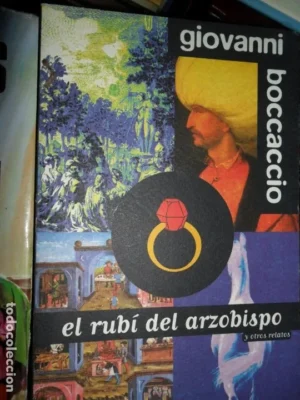 giovanni
boccaccio
el rubí del arzobispo
y otros relatos
todocoleccion